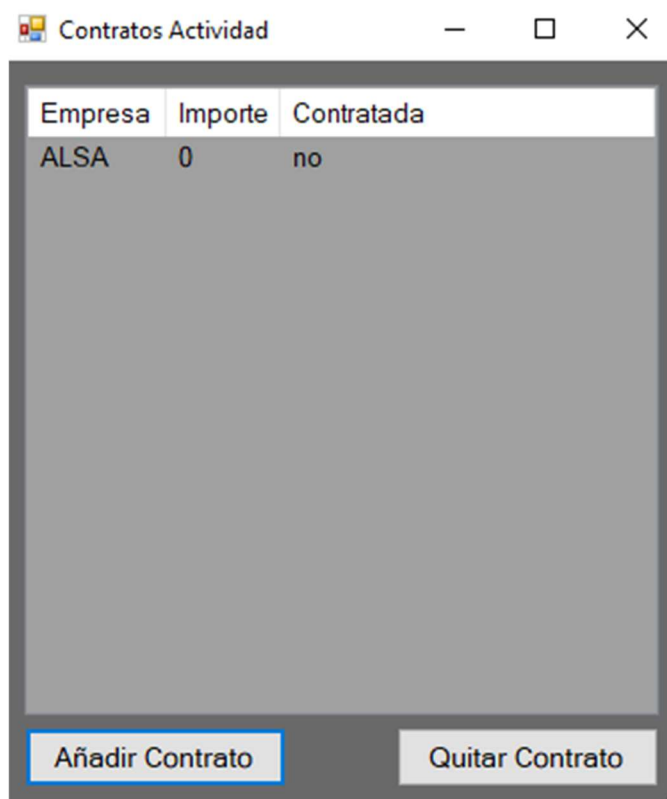 Contratos Actividad
Empresa Importe Contratada
ALSA 0 no
Añadir Contrato Quitar Contrato